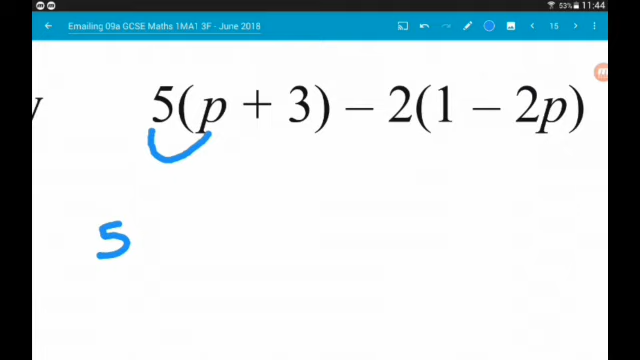 53% 11:44
Emailing 09a GCSE Maths 1MA1 3F - June 2018
15
y 5(p + 3) – 2(1 – 2p)
5